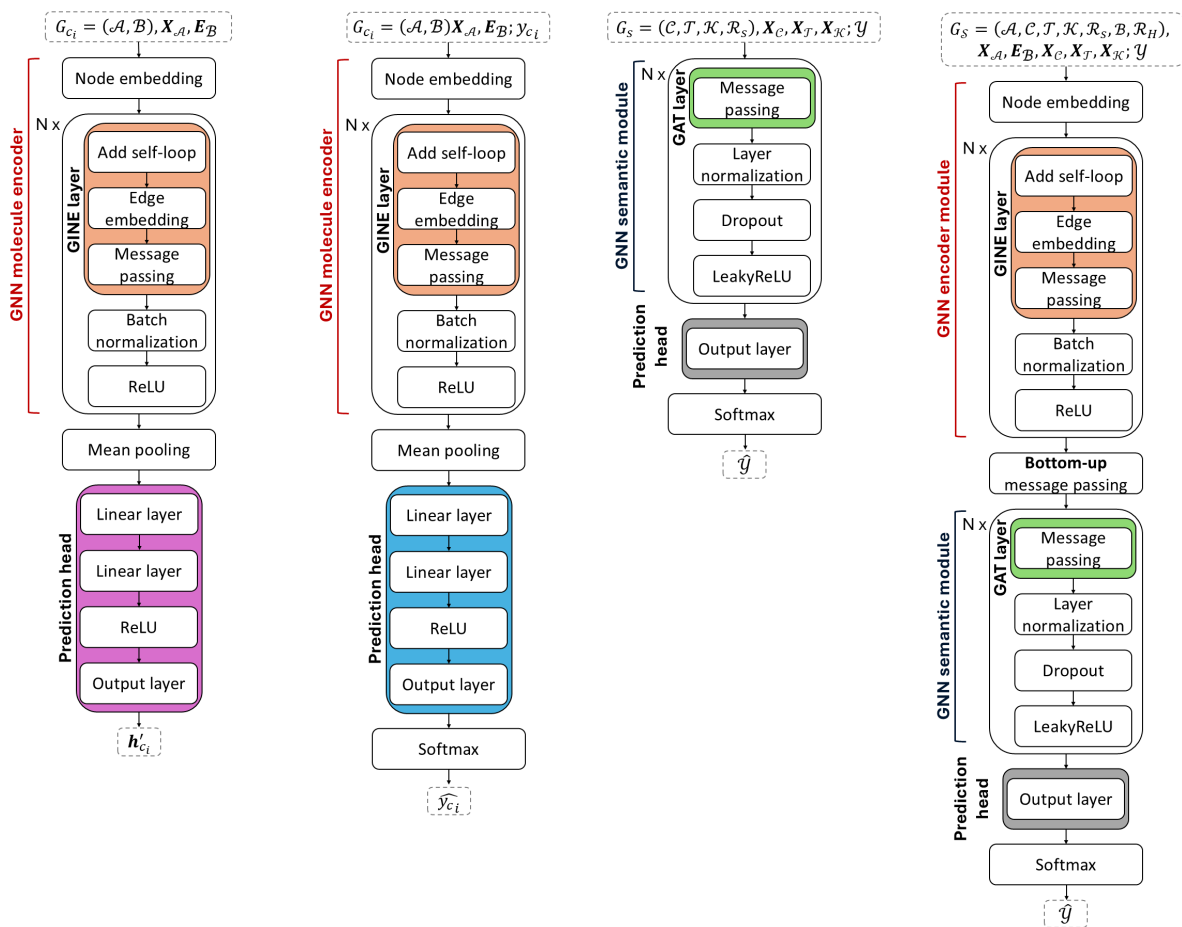 G_{c_i} = (𝒜, ℬ), X_𝒜, E_ℬ
GNN molecule encoder
Node embedding
N x
GINE layer
Add self-loop
Edge
embedding
Message
passing
Batch
normalization
ReLU
Mean pooling
Prediction head
Linear layer
Linear layer
ReLU
Output layer
h′_{c_i}
G_{c_i} = (𝒜, ℬ)X_𝒜, E_ℬ; y_{c_i}
GNN molecule encoder
Node embedding
N x
GINE layer
Add self-loop
Edge
embedding
Message
passing
Batch
normalization
ReLU
Mean pooling
Prediction head
Linear layer
Linear layer
ReLU
Output layer
Softmax
ŷ_{c_i}
G_s = (𝒞, 𝒯, 𝒦, ℛ_s), X_𝒞, X_𝒯, X_𝒦; 𝒴
GNN semantic module
N x
GAT layer
Message
passing
Layer
normalization
Dropout
LeakyReLU
Prediction
head
Output layer
Softmax
𝒴̂
G_𝒮 = (𝒜, 𝒞, 𝒯, 𝒦, ℛ_s, ℬ, ℛ_H),
X_𝒜, E_ℬ, X_𝒞, X_𝒯, X_𝒦; 𝒴
GNN encoder module
Node embedding
N x
GINE layer
Add self-loop
Edge
embedding
Message
passing
Batch
normalization
ReLU
Bottom-up
message passing
GNN semantic module
N x
GAT layer
Message
passing
Layer
normalization
Dropout
LeakyReLU
Prediction
head
Output layer
Softmax
𝒴̂